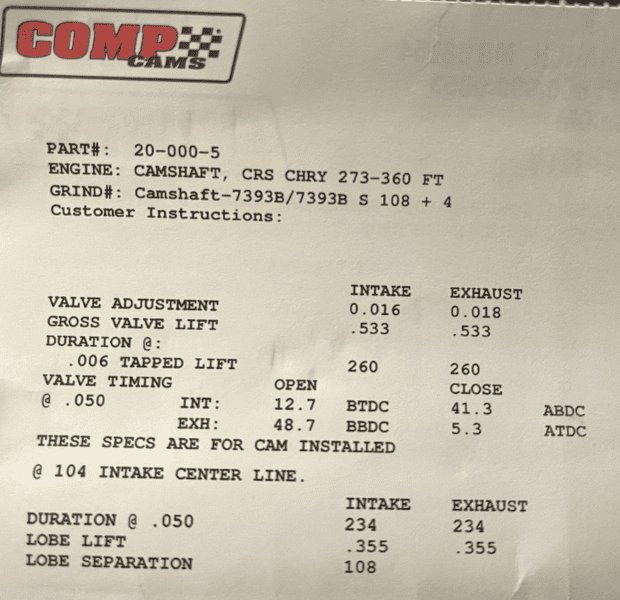 COMP
CAMS
PART#: 20-000-5
ENGINE: CAMSHAFT, CRS CHRY 273-360 FT
GRIND#: Camshaft-7393B/7393B S 108 + 4
Customer Instructions:
INTAKE EXHAUST
VALVE ADJUSTMENT 0.016 0.018
GROSS VALVE LIFT .533 .533
DURATION @:
.006 TAPPED LIFT 260 260
VALVE TIMING OPEN CLOSE
@ .050 INT: 12.7 BTDC 41.3 ABDC
EXH: 48.7 BBDC 5.3 ATDC
THESE SPECS ARE FOR CAM INSTALLED
@ 104 INTAKE CENTER LINE.
INTAKE EXHAUST
DURATION @ .050 234 234
LOBE LIFT .355 .355
LOBE SEPARATION 108